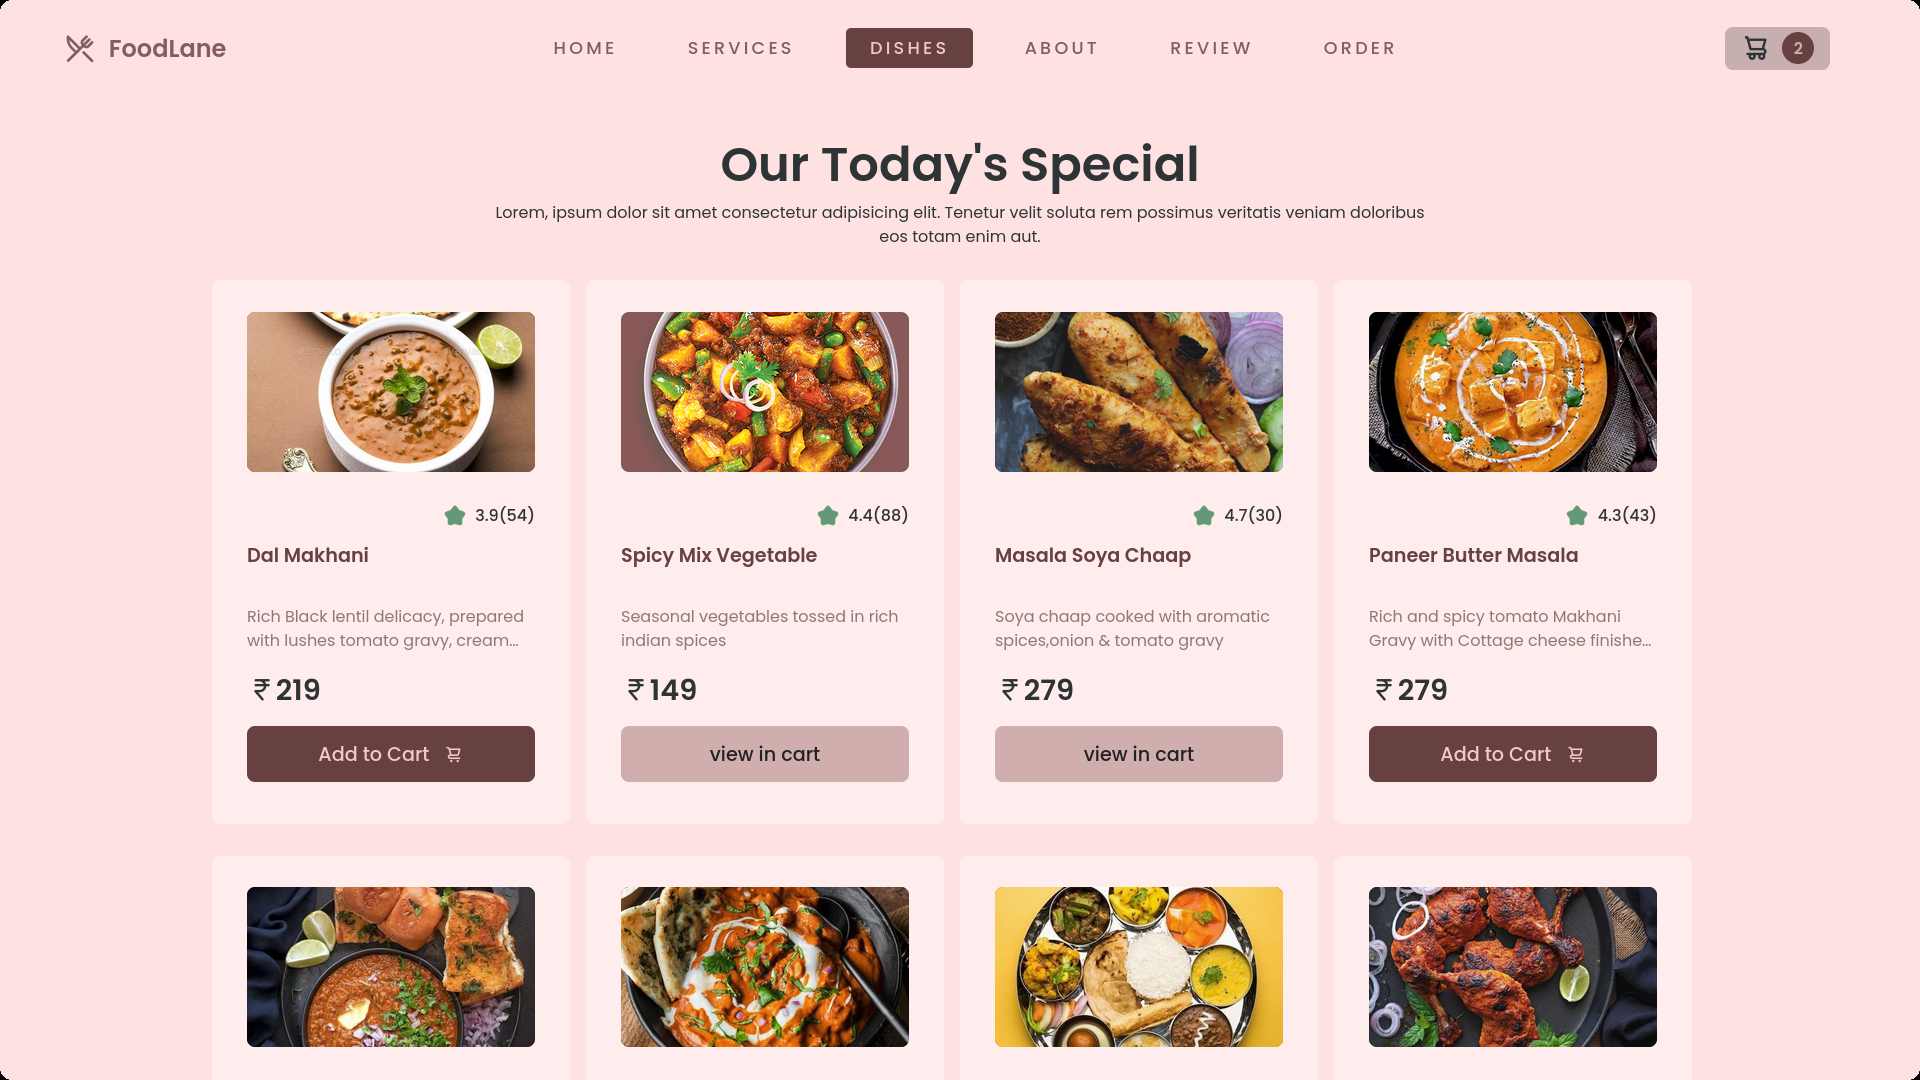 FoodLane
HOME
SERVICES
DISHES
ABOUT
REVIEW
ORDER
2
Our Today's Special
Lorem, ipsum dolor sit amet consectetur adipisicing elit. Tenetur velit soluta rem possimus veritatis veniam doloribus
eos totam enim aut.
3.9(54)
Dal Makhani
Rich Black lentil delicacy, prepared
with lushes tomato gravy, cream...
₹ 219
Add to Cart
4.4(88)
Spicy Mix Vegetable
Seasonal vegetables tossed in rich
indian spices
₹ 149
view in cart
4.7(30)
Masala Soya Chaap
Soya chaap cooked with aromatic
spices,onion & tomato gravy
₹ 279
view in cart
4.3(43)
Paneer Butter Masala
Rich and spicy tomato Makhani
Gravy with Cottage cheese finishe...
₹ 279
Add to Cart